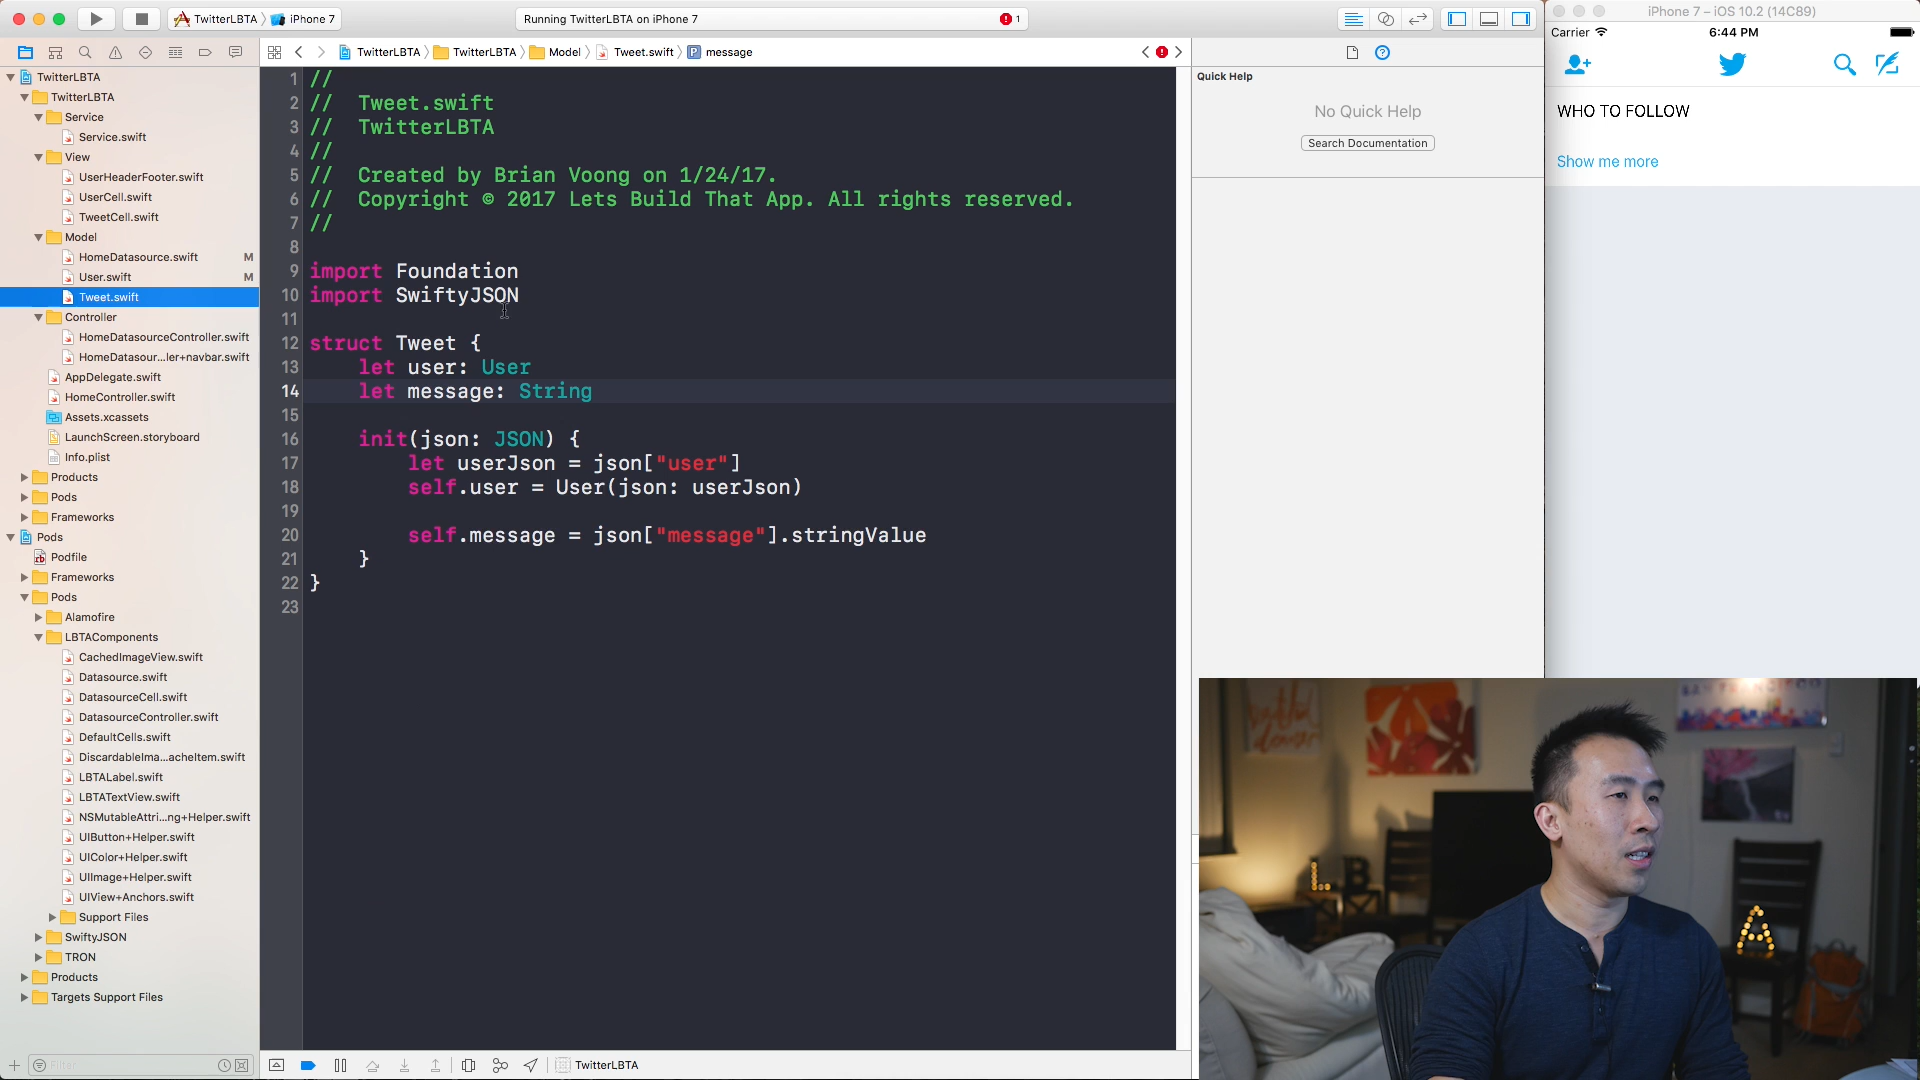 TwitterLBTA
iPhone 7
Running TwitterLBTA on iPhone 7
1
iPhone 7 – iOS 10.2 (14C89)
Carrier
6:44 PM
TwitterLBTA
TwitterLBTA
Model
Tweet.swift
message
TwitterLBTA
TwitterLBTA
Service
Service.swift
View
UserHeaderFooter.swift
UserCell.swift
TweetCell.swift
Model
HomeDatasource.swift M
User.swift M
Tweet.swift
Controller
HomeDatasourceController.swift
HomeDatasour...ler+navbar.swift
AppDelegate.swift
HomeController.swift
Assets.xcassets
LaunchScreen.storyboard
Info.plist
Products
Pods
Frameworks
Pods
Podfile
Frameworks
Pods
Alamofire
LBTAComponents
CachedImageView.swift
Datasource.swift
DatasourceCell.swift
DatasourceController.swift
DefaultCells.swift
DiscardableIma...acheItem.swift
LBTALabel.swift
LBTATextView.swift
NSMutableAttri...ng+Helper.swift
UIButton+Helper.swift
UIColor+Helper.swift
UIImage+Helper.swift
UIView+Anchors.swift
Support Files
SwiftyJSON
TRON
Products
Targets Support Files
Filter
1 //
2 //  Tweet.swift
3 //  TwitterLBTA
4 //
5 //  Created by Brian Voong on 1/24/17.
6 //  Copyright © 2017 Lets Build That App. All rights reserved.
7 //
8
9 import Foundation
10 import SwiftyJSON
11
12 struct Tweet {
13     let user: User
14     let message: String
15
16     init(json: JSON) {
17         let userJson = json["user"]
18         self.user = User(json: userJson)
19
20         self.message = json["message"].stringValue
21     }
22 }
23
TwitterLBTA
Quick Help
No Quick Help
Search Documentation
WHO TO FOLLOW
Show me more
L B
A